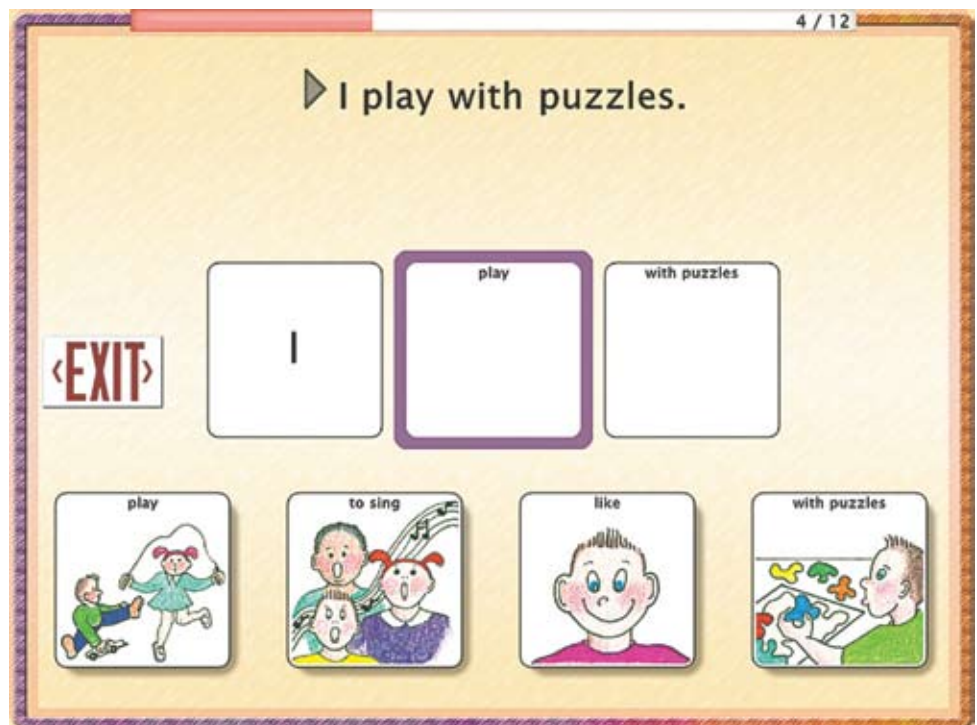 4 / 12
I play with puzzles.
I
play
with puzzles
‹EXIT›
play
to sing
like
with puzzles